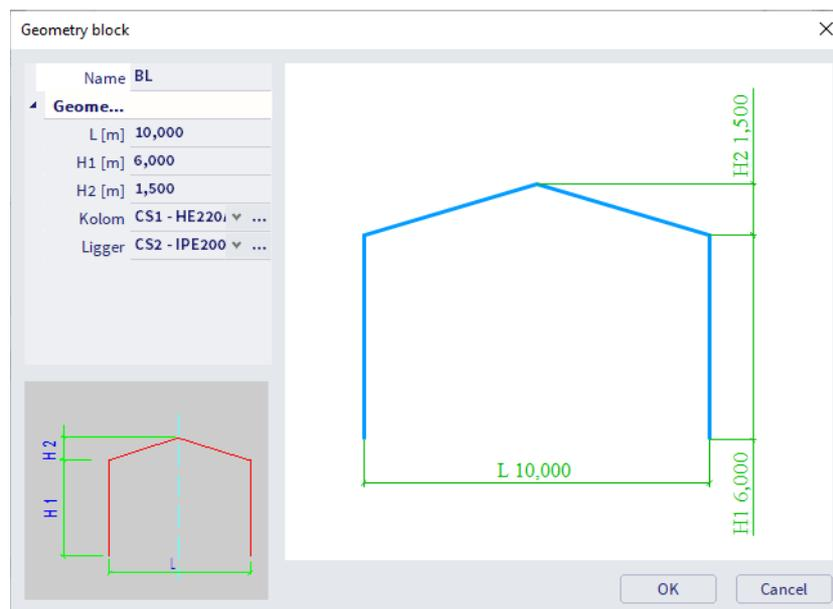 Geometry block
Name BL
Geome...
L [m] 10,000
H1 [m] 6,000
H2 [m] 1,500
Kolom CS1 - HE220 ...
Ligger CS2 - IPE200 ...
H2 1,500
L 10,000
H1 6,000
H2
H1
L
OK Cancel